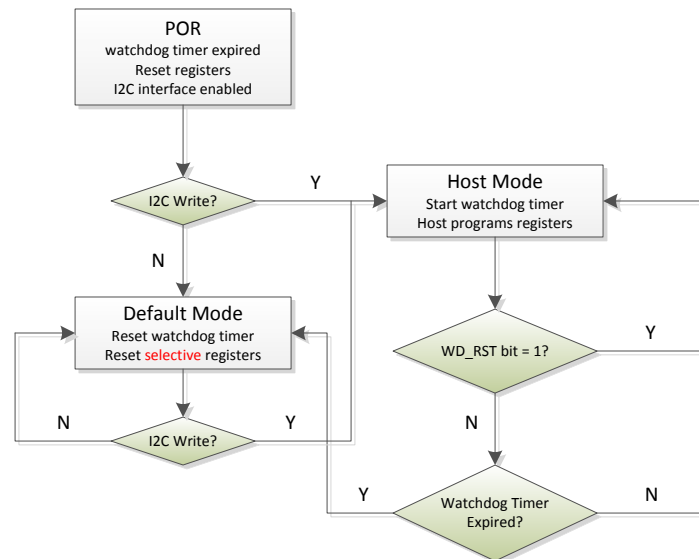 POR
watchdog timer expired
Reset registers
I2C interface enabled
I2C Write?
Y
N
Host Mode
Start watchdog timer
Host programs registers
Default Mode
Reset watchdog timer
Reset selective registers
WD_RST bit = 1?
Y
N
I2C Write?
N
Y
Watchdog Timer
Expired?
Y
N